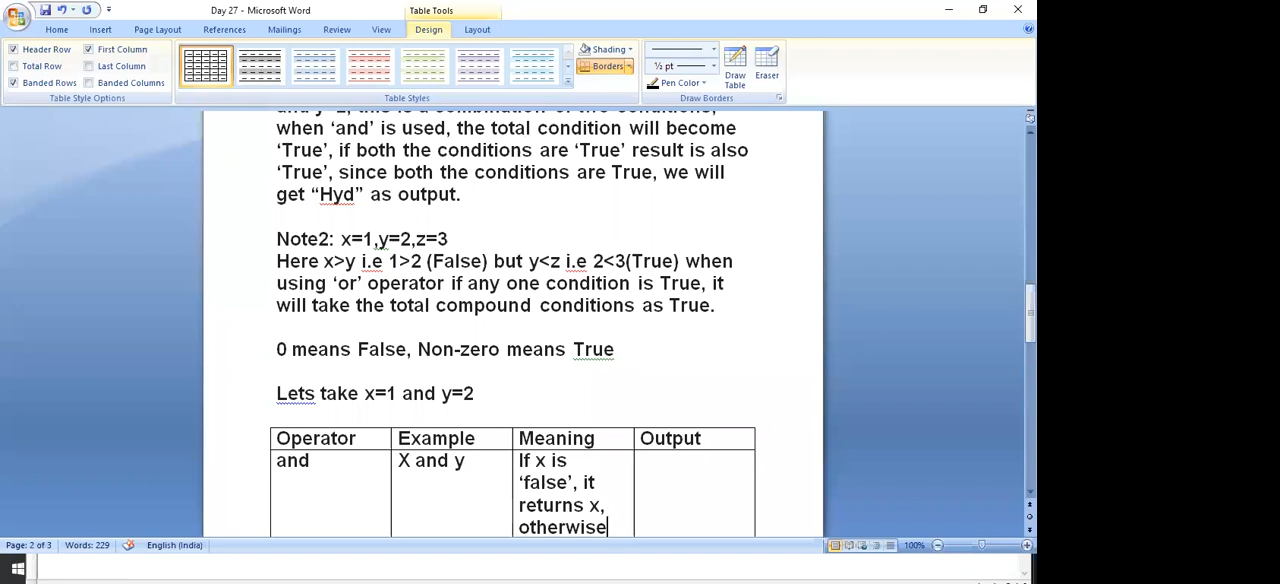 Day 27 - Microsoft Word
Table Tools
Home Insert Page Layout References Mailings Review View Design Layout
Header Row First Column
Total Row Last Column
Banded Rows Banded Columns
Table Style Options
Table Styles
Shading
Borders
½ pt
Pen Color
Draw Table
Eraser
Draw Borders
when ‘and’ is used, the total condition will become
‘True’, if both the conditions are ‘True’ result is also
‘True’, since both the conditions are True, we will
get “Hyd” as output.
Note2: x=1,y=2,z=3
Here x>y i.e 1>2 (False) but y<z i.e 2<3(True) when
using ‘or’ operator if any one condition is True, it
will take the total compound conditions as True.
0 means False, Non-zero means True
Lets take x=1 and y=2
Operator Example Meaning Output
and X and y If x is
‘false’, it
returns x,
otherwise
Page: 2 of 3 Words: 229 English (India) 100%